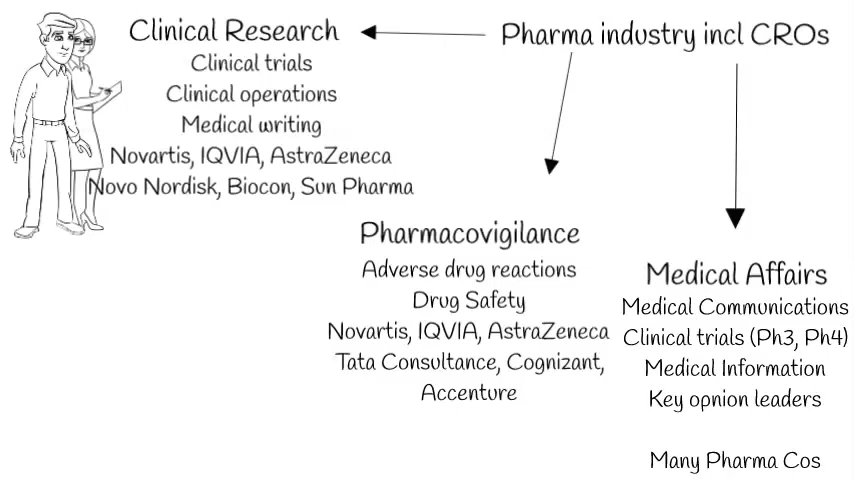 Clinical Research
Clinical trials
Clinical operations
Medical writing
Novartis, IQVIA, AstraZeneca
Novo Nordisk, Biocon, Sun Pharma
Pharma industry incl CROs
Pharmacovigilance
Adverse drug reactions
Drug Safety
Novartis, IQVIA, AstraZeneca
Tata Consultance, Cognizant,
Accenture
Medical Affairs
Medical Communications
Clinical trials (Ph3, Ph4)
Medical Information
Key opnion leaders
Many Pharma Cos